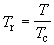 T_r = T/T_c